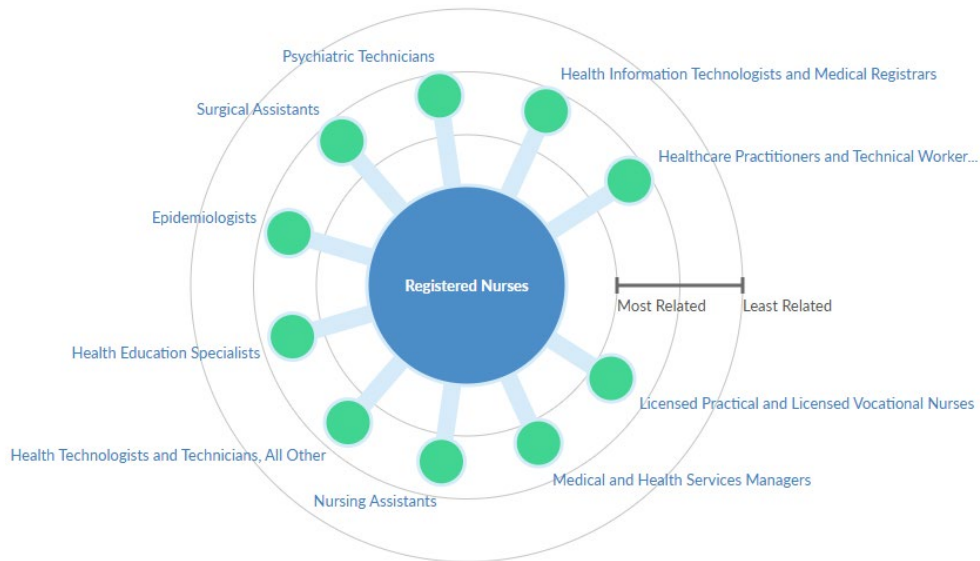 Psychiatric Technicians
Health Information Technologists and Medical Registrars
Surgical Assistants
Healthcare Practitioners and Technical Worker...
Epidemiologists
Registered Nurses
Most Related
Least Related
Health Education Specialists
Licensed Practical and Licensed Vocational Nurses
Health Technologists and Technicians, All Other
Medical and Health Services Managers
Nursing Assistants